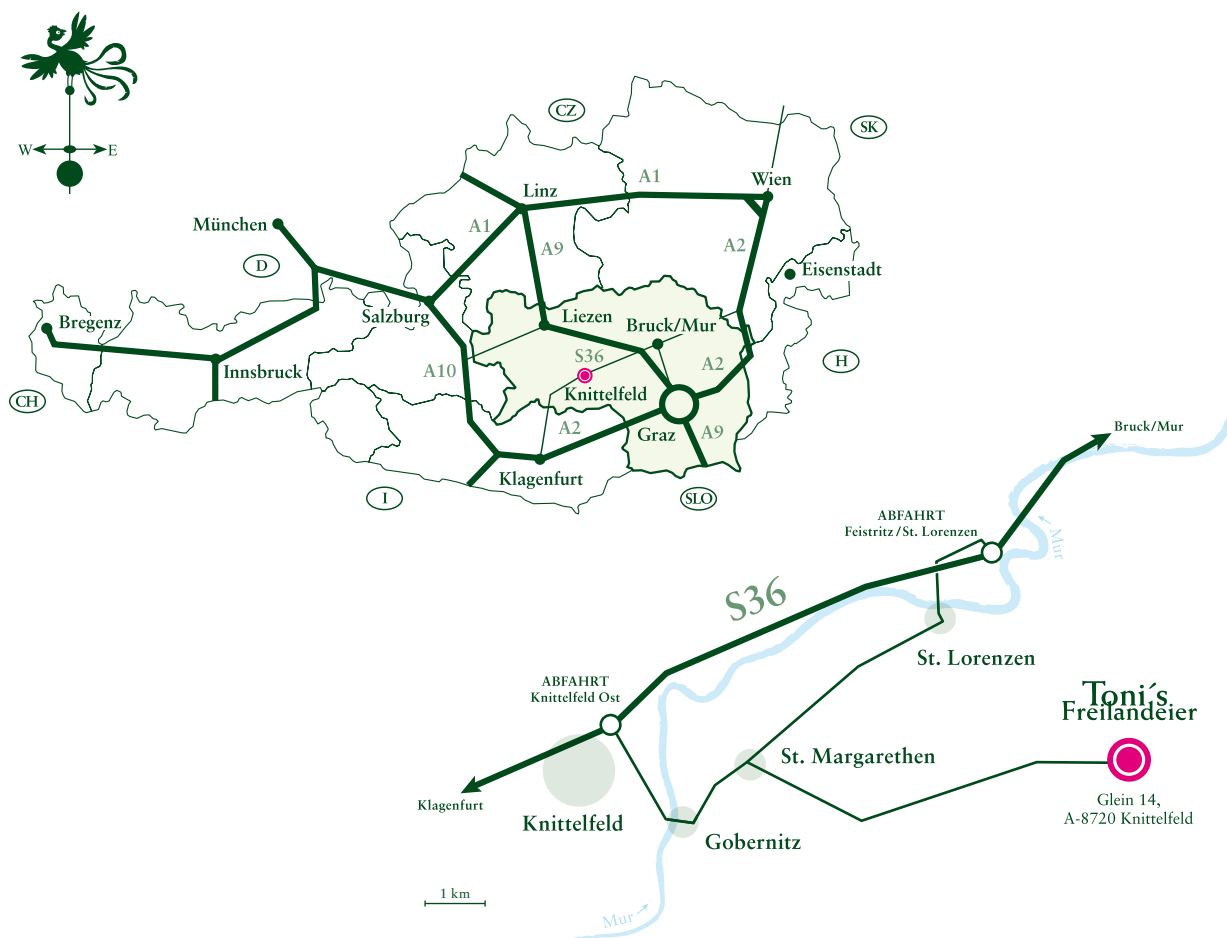 W
E
CZ
SK
A1
Wien
Linz
München
A1
A9
A2
D
Eisenstadt
Salzburg
Liezen
Bregenz
Bruck/Mur
S36
A10
A2
H
Innsbruck
Knittelfeld
CH
A2
Graz
A9
Klagenfurt
I
SLO
Bruck/Mur
ABFAHRT
Feistritz/St. Lorenzen
Mur
S36
St. Lorenzen
ABFAHRT
Knittelfeld Ost
Toni´s
Freilandeier
St. Margarethen
Klagenfurt
Glein 14,
A-8720 Knittelfeld
Knittelfeld
Gobernitz
1 km
Mur